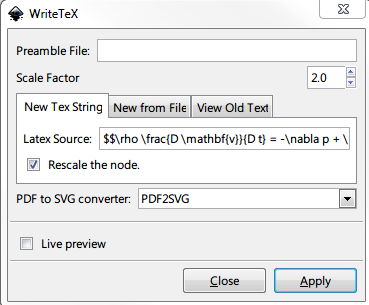 WriteTeX
Preamble File:
Scale Factor 2.0
New Tex String New from File View Old Text
Latex Source: $$\rho \frac{D \mathbf{v}}{D t} = -\nabla p + \
Rescale the node.
PDF to SVG converter: PDF2SVG
Live preview
Close Apply